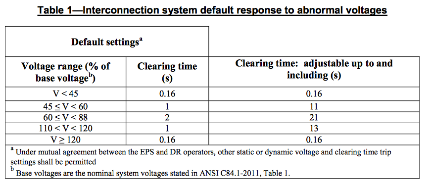 Table 1—Interconnection system default response to abnormal voltages
Default settingsᵃ
Voltage range (% of base voltageᵇ) Clearing time (s) Clearing time: adjustable up to and including (s)
V < 45 0.16 0.16
45 ≤ V < 60 1 11
60 ≤ V < 88 2 21
110 < V < 120 1 13
V ≥ 120 0.16 0.16
ᵃ Under mutual agreement between the EPS and DR operators, other static or dynamic voltage and clearing time trip
settings shall be permitted
ᵇ Base voltages are the nominal system voltages stated in ANSI C84.1-2011, Table 1.